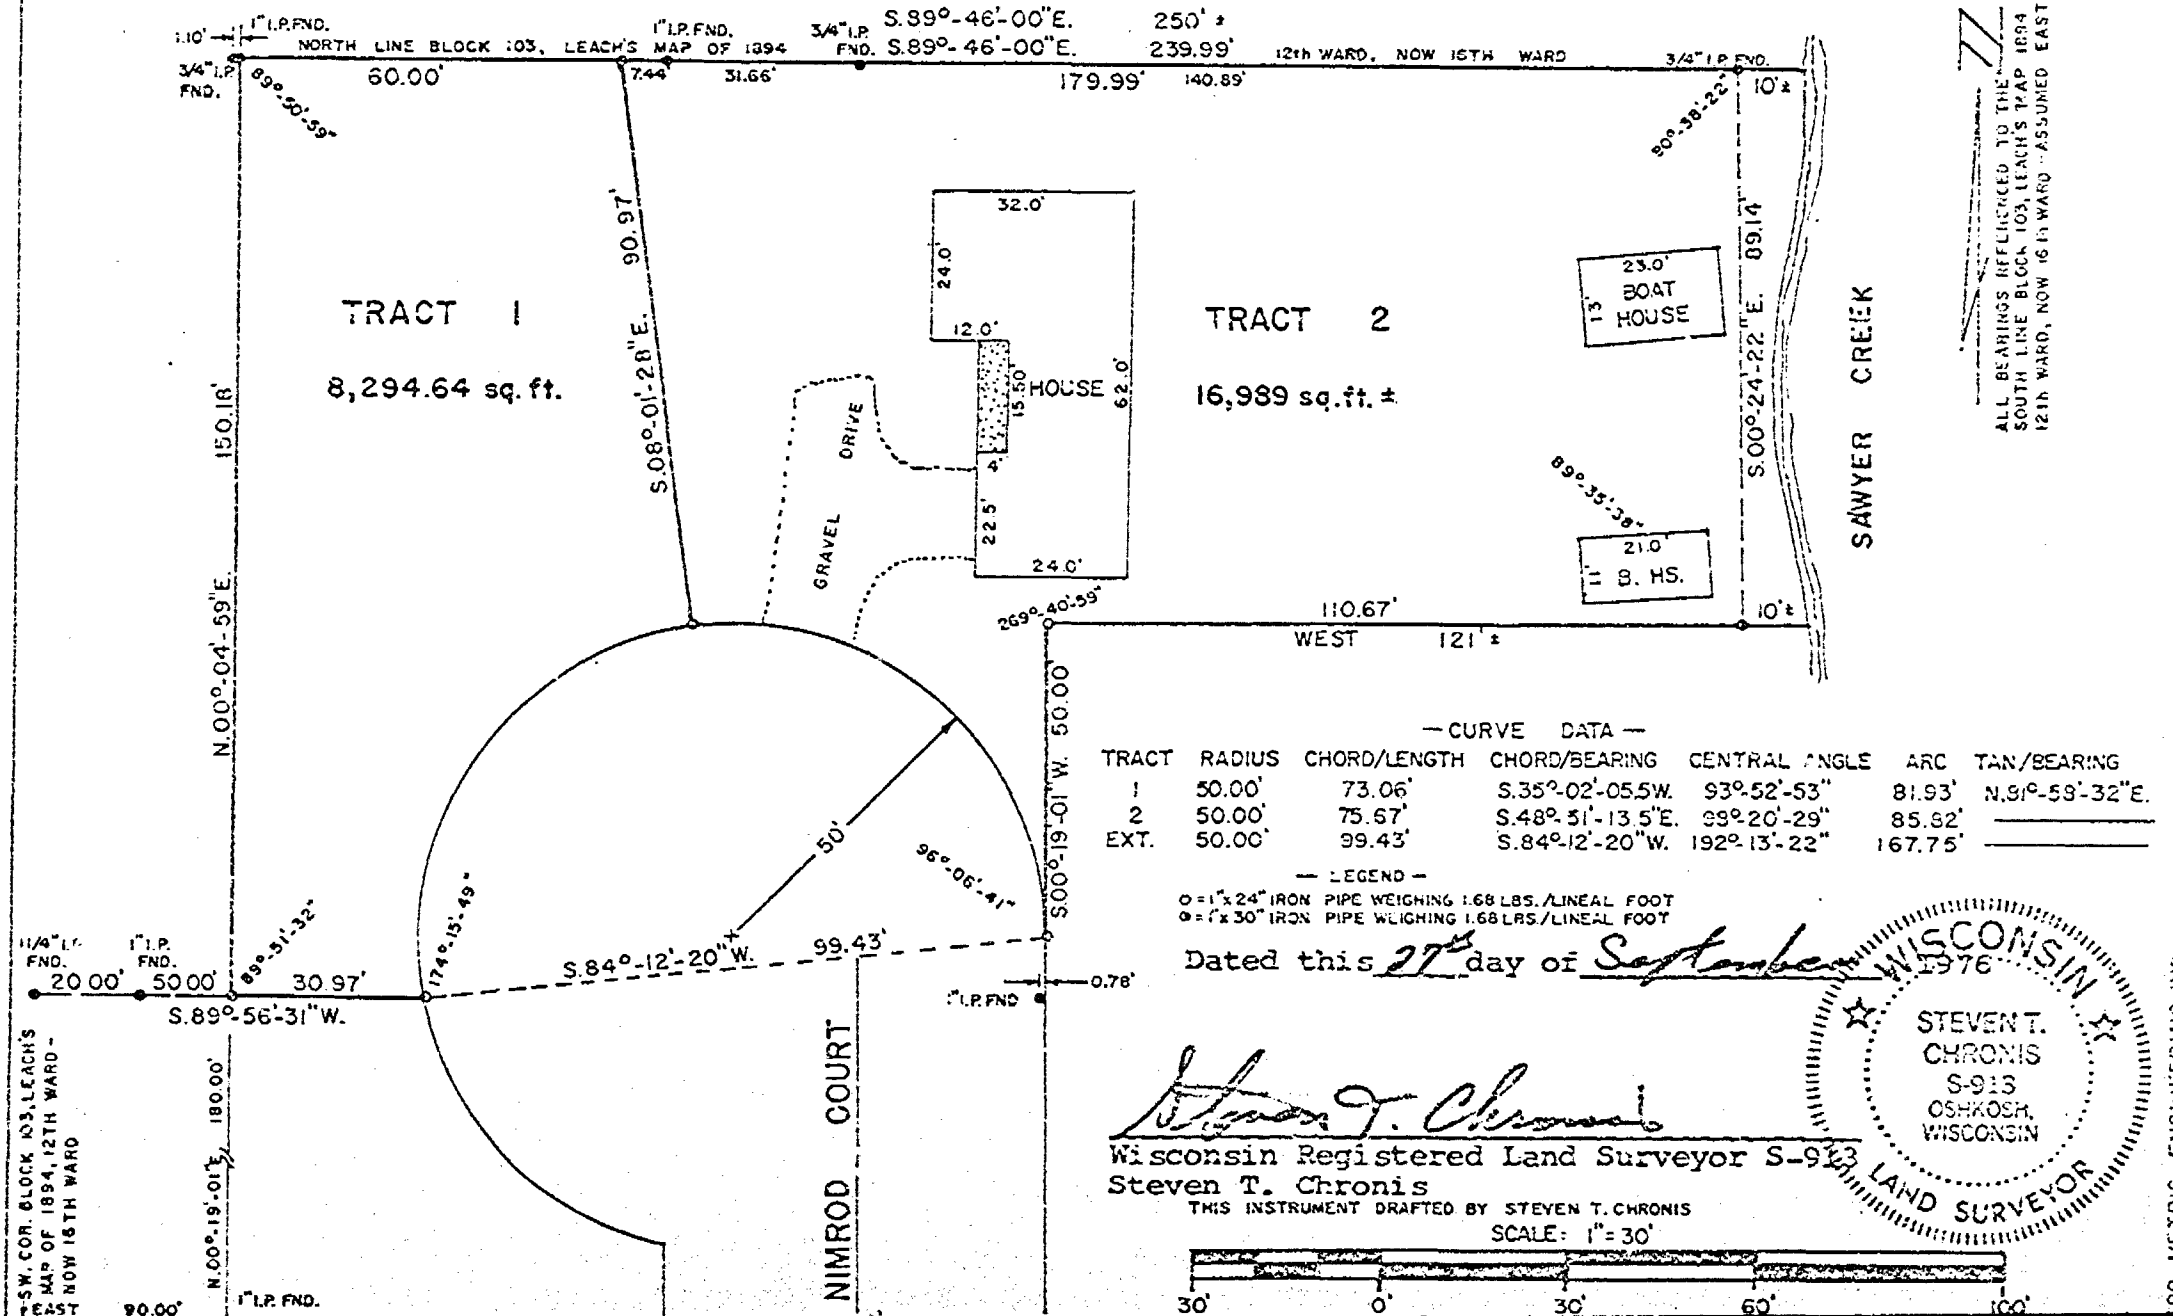 S.89°-46'-00"E. 250' ±
1.10' 1" I.P. FND. 1" I.P. FND. 3/4" I.P. FND. S.89°-46'-00"E. 239.99'
NORTH LINE BLOCK 103, LEACH'S MAP OF 1894 12th WARD, NOW 16TH WARD 3/4" I.P. FND.
3/4" I.P. FND.
60.00' 7.44' 31.66' 179.99' 140.89' 10'±
89°-50'-59"
90°-38'-22"
ALL BEARINGS REFERENCED TO THE
SOUTH LINE BLOCK 103, LEACH'S MAP 1894
12th WARD, NOW 16th WARD - ASSUMED EAST
32.0'
24.0'
12.0'
15.50'
HOUSE
62.0'
4'
22.5'
24.0'
S.08°-01'-28"E. 90.97'
TRACT 1
8,294.64 sq.ft.
TRACT 2
16,989 sq.ft. ±
23.0'
BOAT
HOUSE
13'
S.00°-24'-22"E. 89.14'
SAWYER CREEK
GRAVEL DRIVE
89°-35'-38"
21.0'
11' B. HS.
N.00°-04'-59"E. 150.18'
269°-40'-59"
110.67' 10'±
WEST 121'±
S.00°-19'-01"W. 50.00'
50'
96°-06'-41"
— CURVE DATA —
TRACT RADIUS CHORD/LENGTH CHORD/BEARING CENTRAL ANGLE ARC TAN/BEARING
1 50.00' 73.06' S.35°-02'-05.5W. 93°-52'-53" 81.93' N.81°-58'-32"E.
2 50.00' 75.67' S.48°-31'-13.5"E. 98°-20'-29" 85.82'
EXT. 50.00' 99.43' S.84°-12'-20"W. 192°-13'-22" 167.75'
— LEGEND —
O = 1"x24" IRON PIPE WEIGHING 1.68 LBS./LINEAL FOOT
O = 1"x30" IRON PIPE WEIGHING 1.68 LBS./LINEAL FOOT
11/4" I.P. FND. 1" I.P. FND.
89°-51'-32"
174°-15'-49"
20.00' 50.00' 30.97'
S.89°-56'-31"W.
S.84°-12'-20"W. 99.43'
1" I.P. FND 0.78'
Dated this 27th day of September 1976
WISCONSIN
STEVEN T.
CHRONIS
S-913
OSHKOSH,
WISCONSIN
LAND SURVEYOR
Steven T. Chronis
Wisconsin Registered Land Surveyor S-913
Steven T. Chronis
THIS INSTRUMENT DRAFTED BY STEVEN T. CHRONIS
SCALE: 1"=30'
30' 0' 30' 60' 100'
NIMROD COURT
N.00°-19'-01"E. 180.00'
S.W. COR. BLOCK 103, LEACH'S
MAP OF 1894, 12TH WARD -
NOW 16TH WARD
EAST 90.00' 1" I.P. FND.